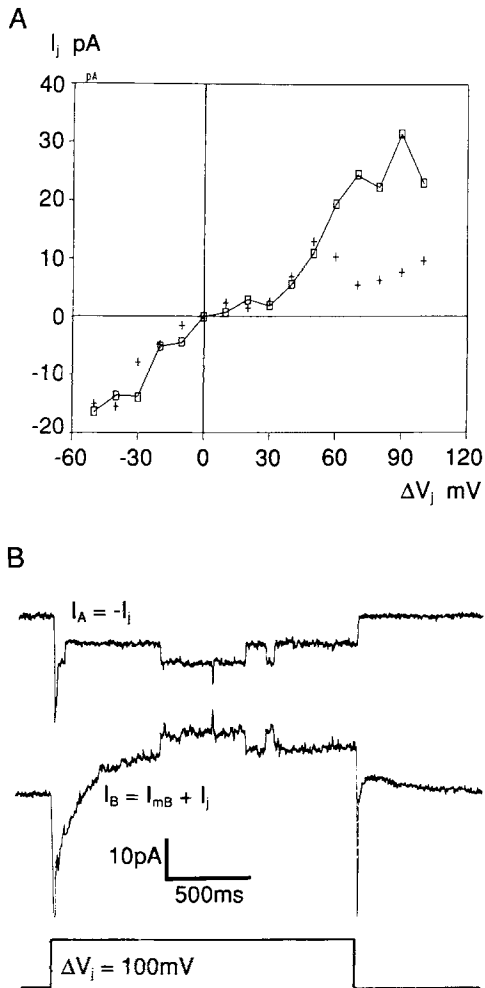 A
I_j pA
pA
40
30
20
10
0
-10
-20
-60 -30 0 30 60 90 120
ΔV_j mV
B
I_A = -I_j
I_B = I_mB + I_j
10pA
500ms
ΔV_j = 100mV